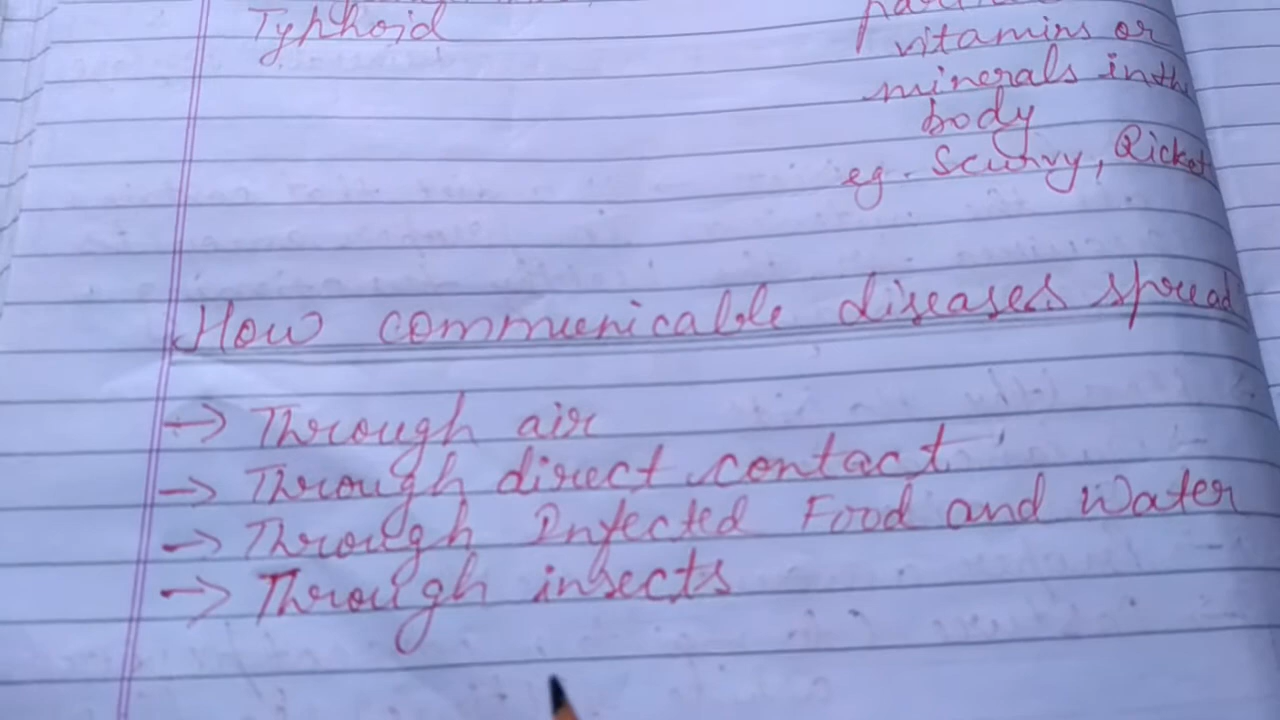 Typhoid
vitamins or
minerals in the
body
eg. Scurvy, Ricket
How communicable diseases spread
→ Through air
→ Through direct contact
→ Through Infected Food and Water
→ Through insects